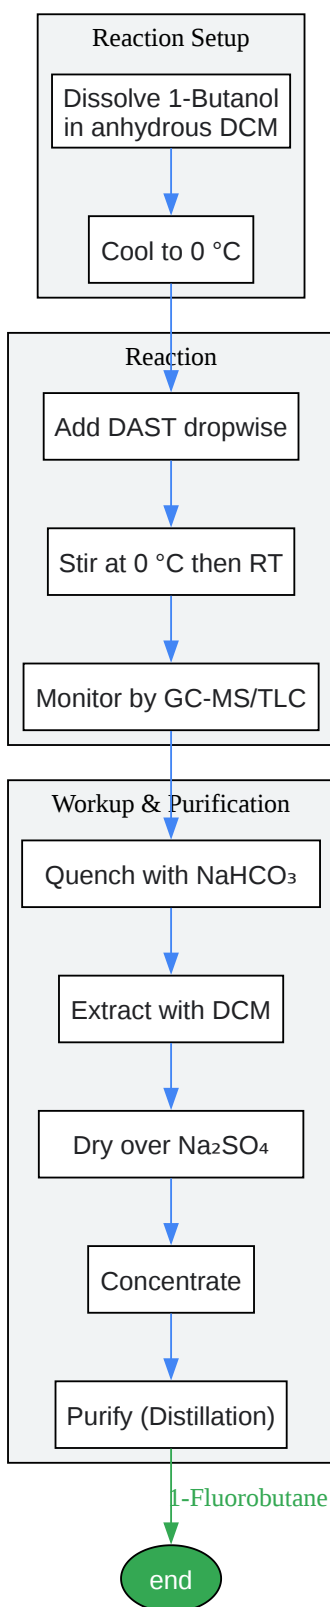 Reaction Setup
Dissolve 1-Butanol
in anhydrous DCM
Cool to 0 °C
Reaction
Add DAST dropwise
Stir at 0 °C then RT
Monitor by GC-MS/TLC
Workup & Purification
Quench with NaHCO₃
Extract with DCM
Dry over Na₂SO₄
Concentrate
Purify (Distillation)
1-Fluorobutane
end